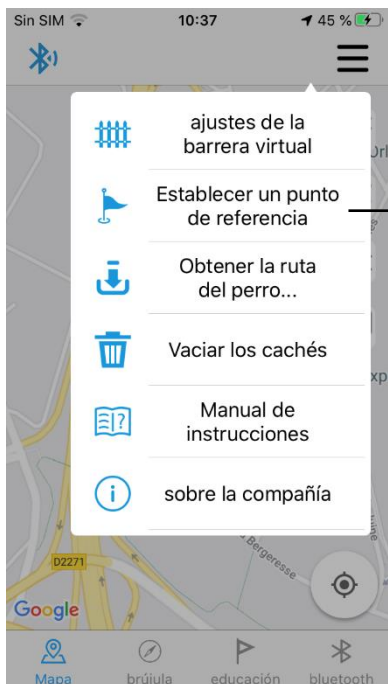 Sin SIM 10:37 45 %
ajustes de la
barrera virtual
Establecer un punto
de referencia
Obtener la ruta
del perro...
Vaciar los cachés
Manual de
instrucciones
sobre la compañía
D2271
Bergeresse
Google
Mapa brújula educación bluetooth